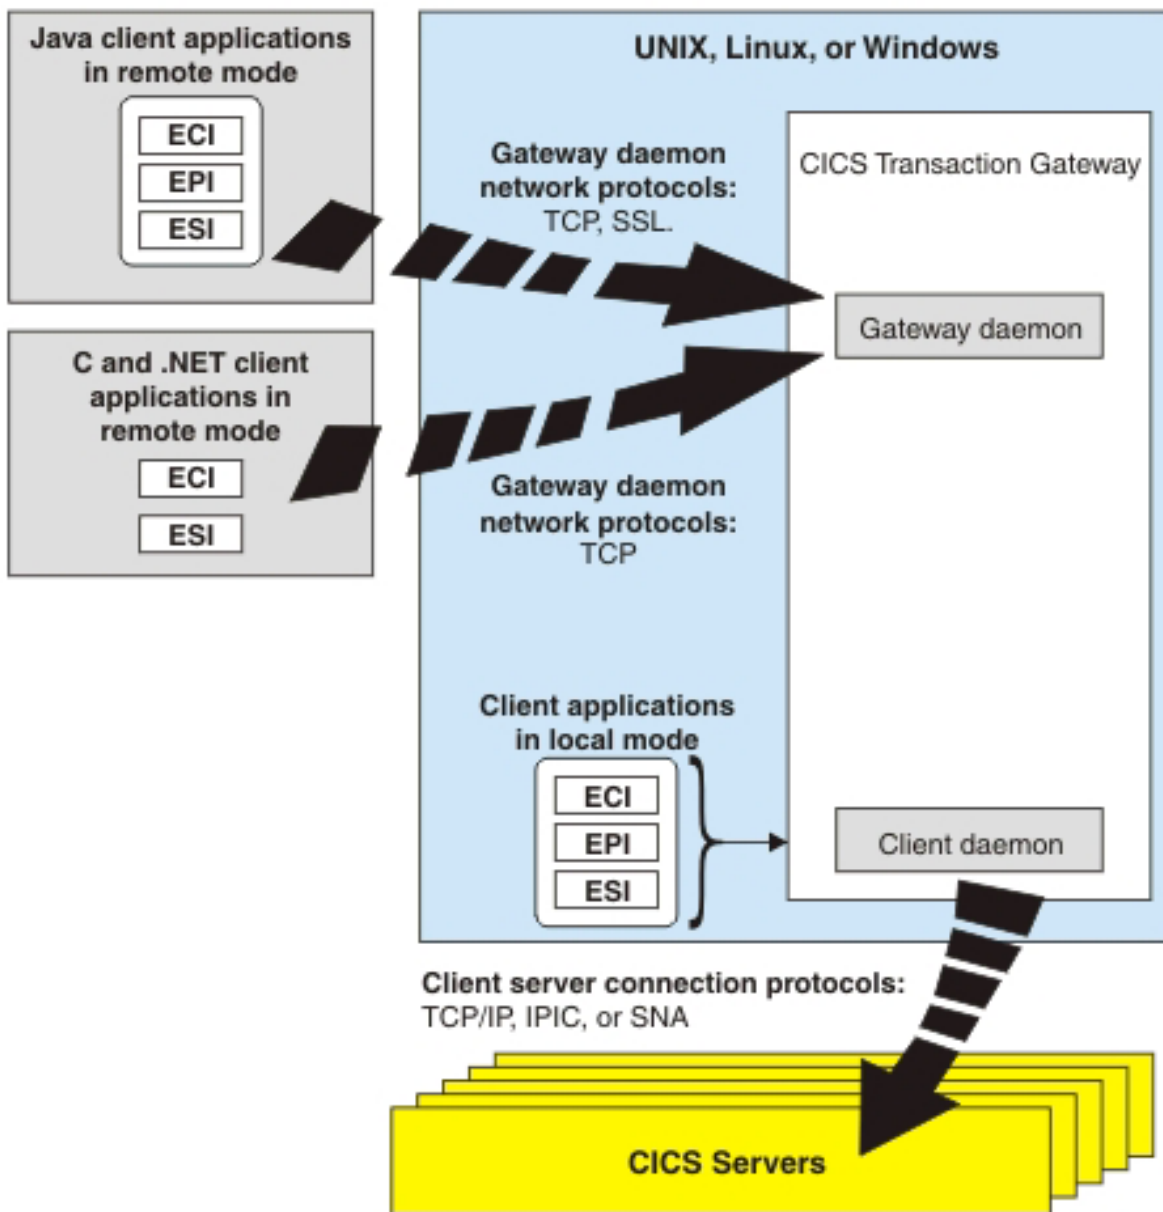 Java client applications
in remote mode
ECI
EPI
ESI
C and .NET client
applications in
remote mode
ECI
ESI
UNIX, Linux, or Windows
Gateway daemon
network protocols:
TCP, SSL.
CICS Transaction Gateway
Gateway daemon
Gateway daemon
network protocols:
TCP
Client applications
in local mode
ECI
EPI
ESI
Client daemon
Client server connection protocols:
TCP/IP, IPIC, or SNA
CICS Servers